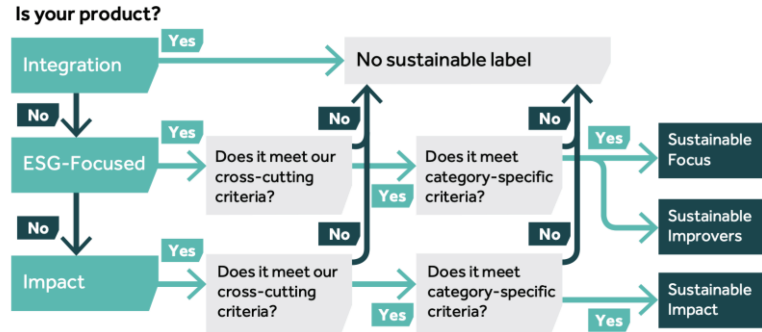 Is your product?
Integration
Yes
No sustainable label
No
Yes
No
No
ESG-Focused
Does it meet our
cross-cutting
criteria?
Yes
Does it meet
category-specific
criteria?
Yes
Sustainable
Focus
No
Yes
No
No
Sustainable
Improvers
Impact
Does it meet our
cross-cutting
criteria?
Yes
Does it meet
category-specific
criteria?
Yes
Sustainable
Impact